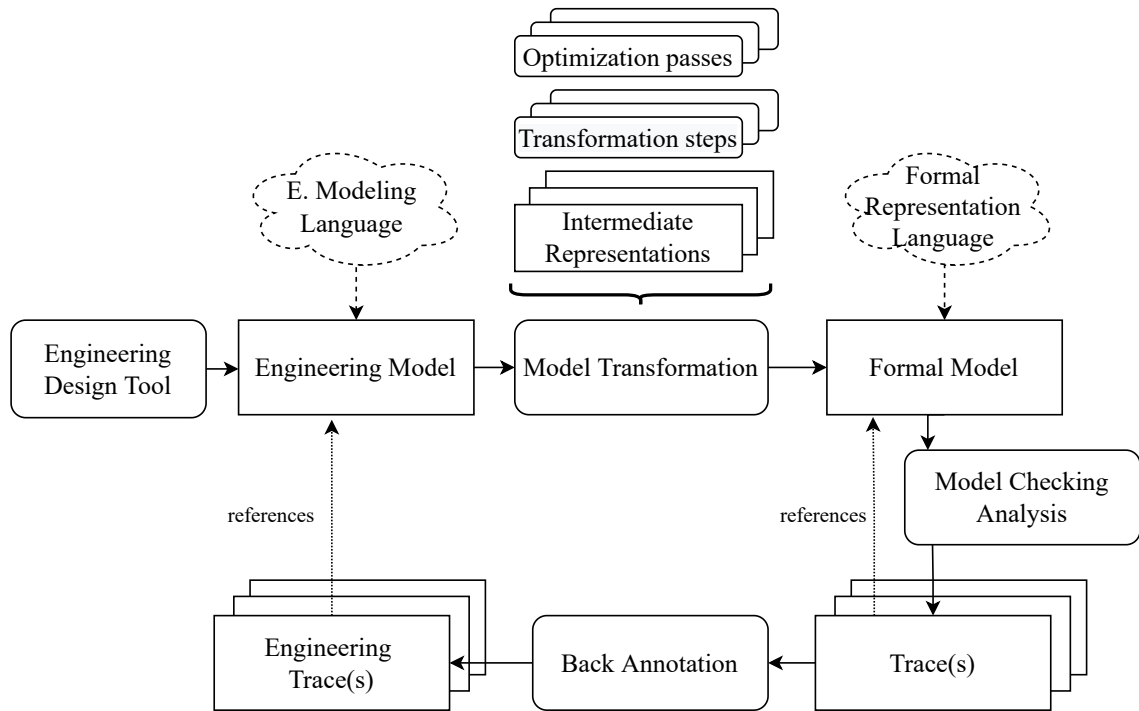 Optimization passes
Transformation steps
Intermediate
Representations
E. Modeling
Language
Formal
Representation
Language
Engineering
Design Tool
Engineering Model
Model Transformation
Formal Model
Model Checking
Analysis
references
references
Engineering
Trace(s)
Back Annotation
Trace(s)